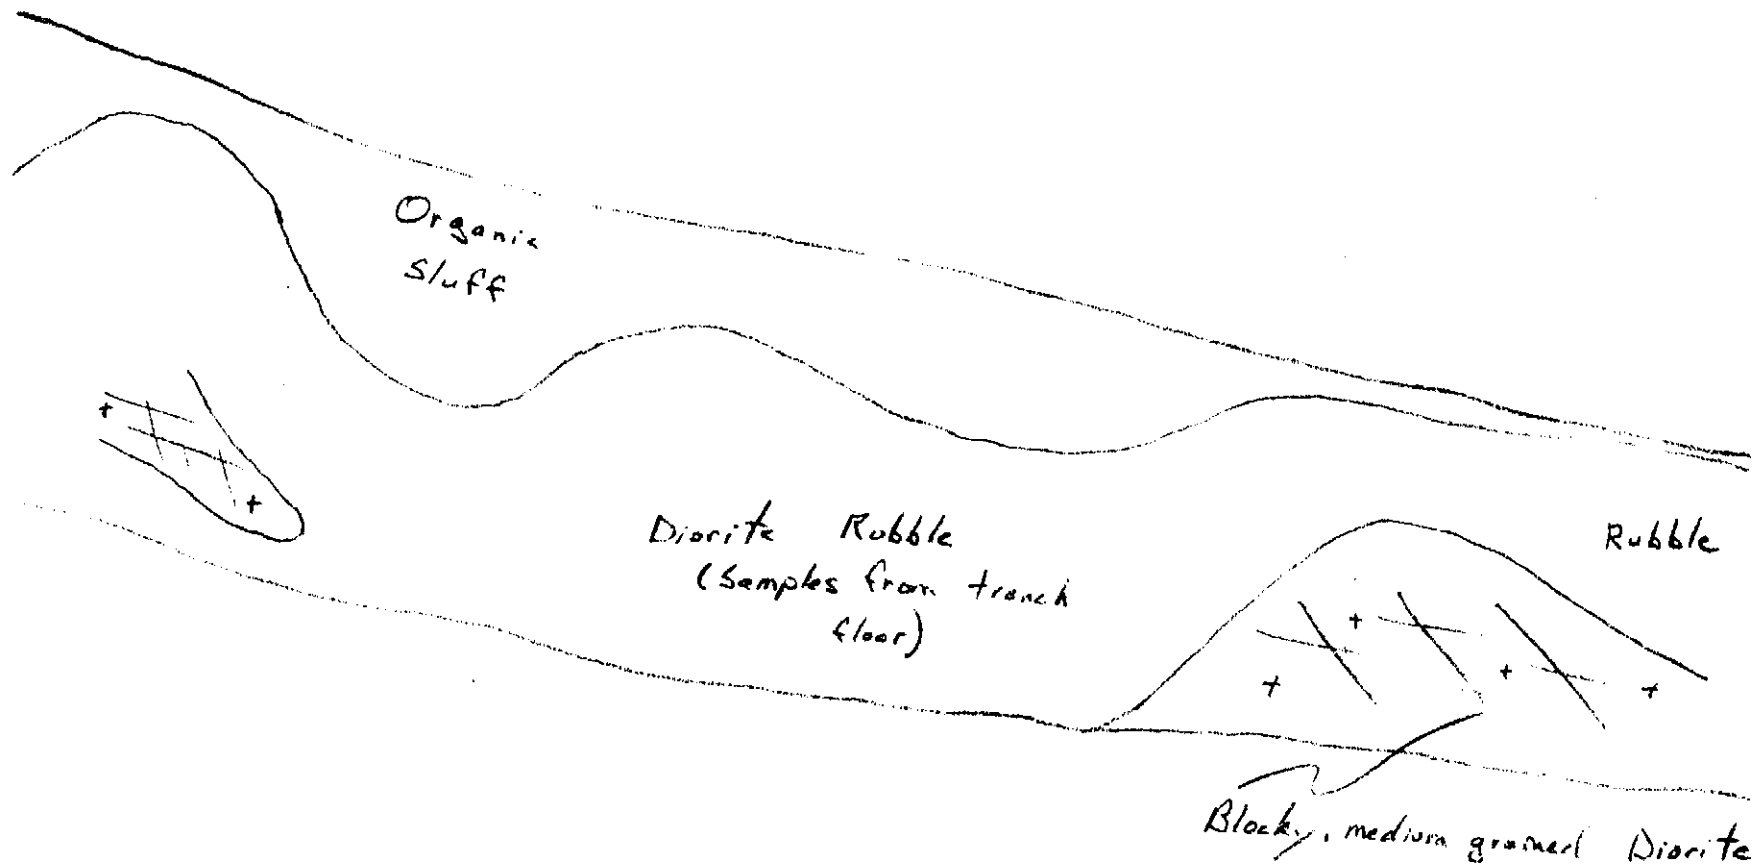 Organic
Sluff
Diorite Rubble
(Samples from trench
floor)
Rubble
Blocky, medium grained Diorite